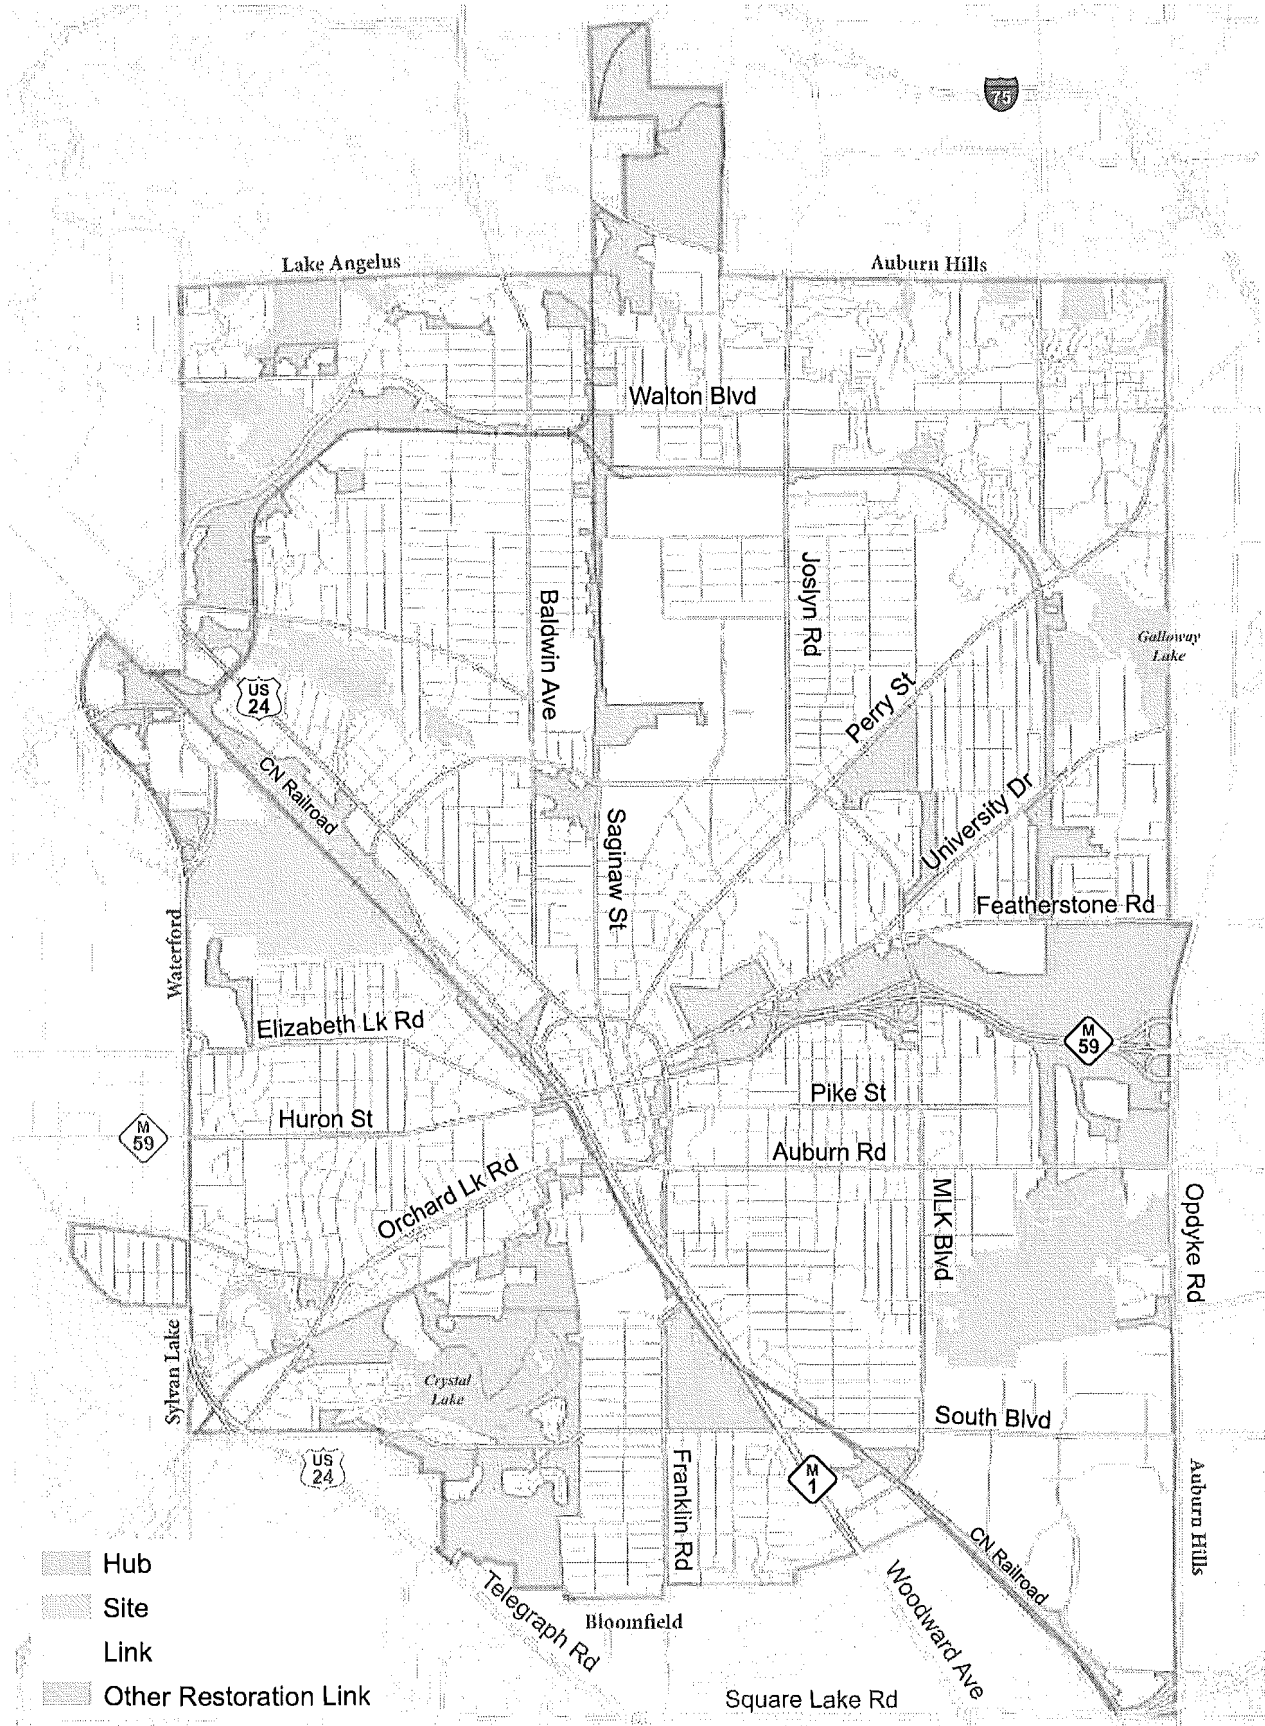 75
Lake Angelus
Auburn Hills
Walton Blvd
Joslyn Rd
Baldwin Ave
Galloway
Lake
US
24
Perry St
CN Railroad
University Dr
Saginaw St
Featherstone Rd
Waterford
Elizabeth Lk Rd
M
59
Pike St
Huron St
M
59
Auburn Rd
Orchard Lk Rd
MLK Blvd
Opdyke Rd
Sylvan Lake
Crystal
Lake
South Blvd
US
24
Franklin Rd
M
1
Auburn Hills
CN Railroad
Hub
Site
Link
Other Restoration Link
Telegraph Rd
Bloomfield
Woodward Ave
Square Lake Rd